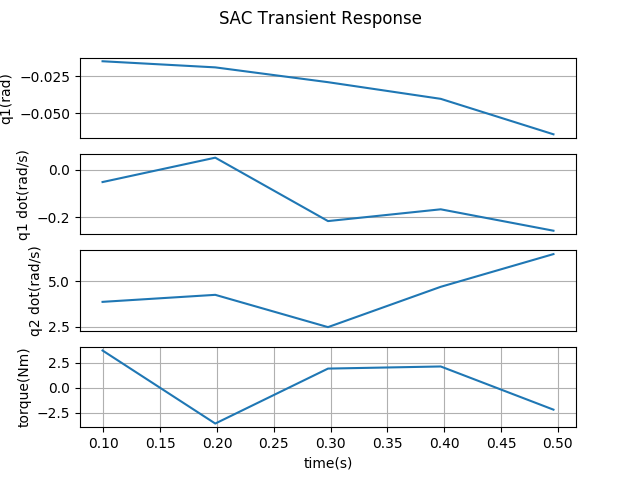 SAC Transient Response
q1(rad)
−0.025
−0.050
q1 dot(rad/s)
0.0
−0.2
q2 dot(rad/s)
5.0
2.5
torque(Nm)
2.5
0.0
−2.5
0.10 0.15 0.20 0.25 0.30 0.35 0.40 0.45 0.50
time(s)